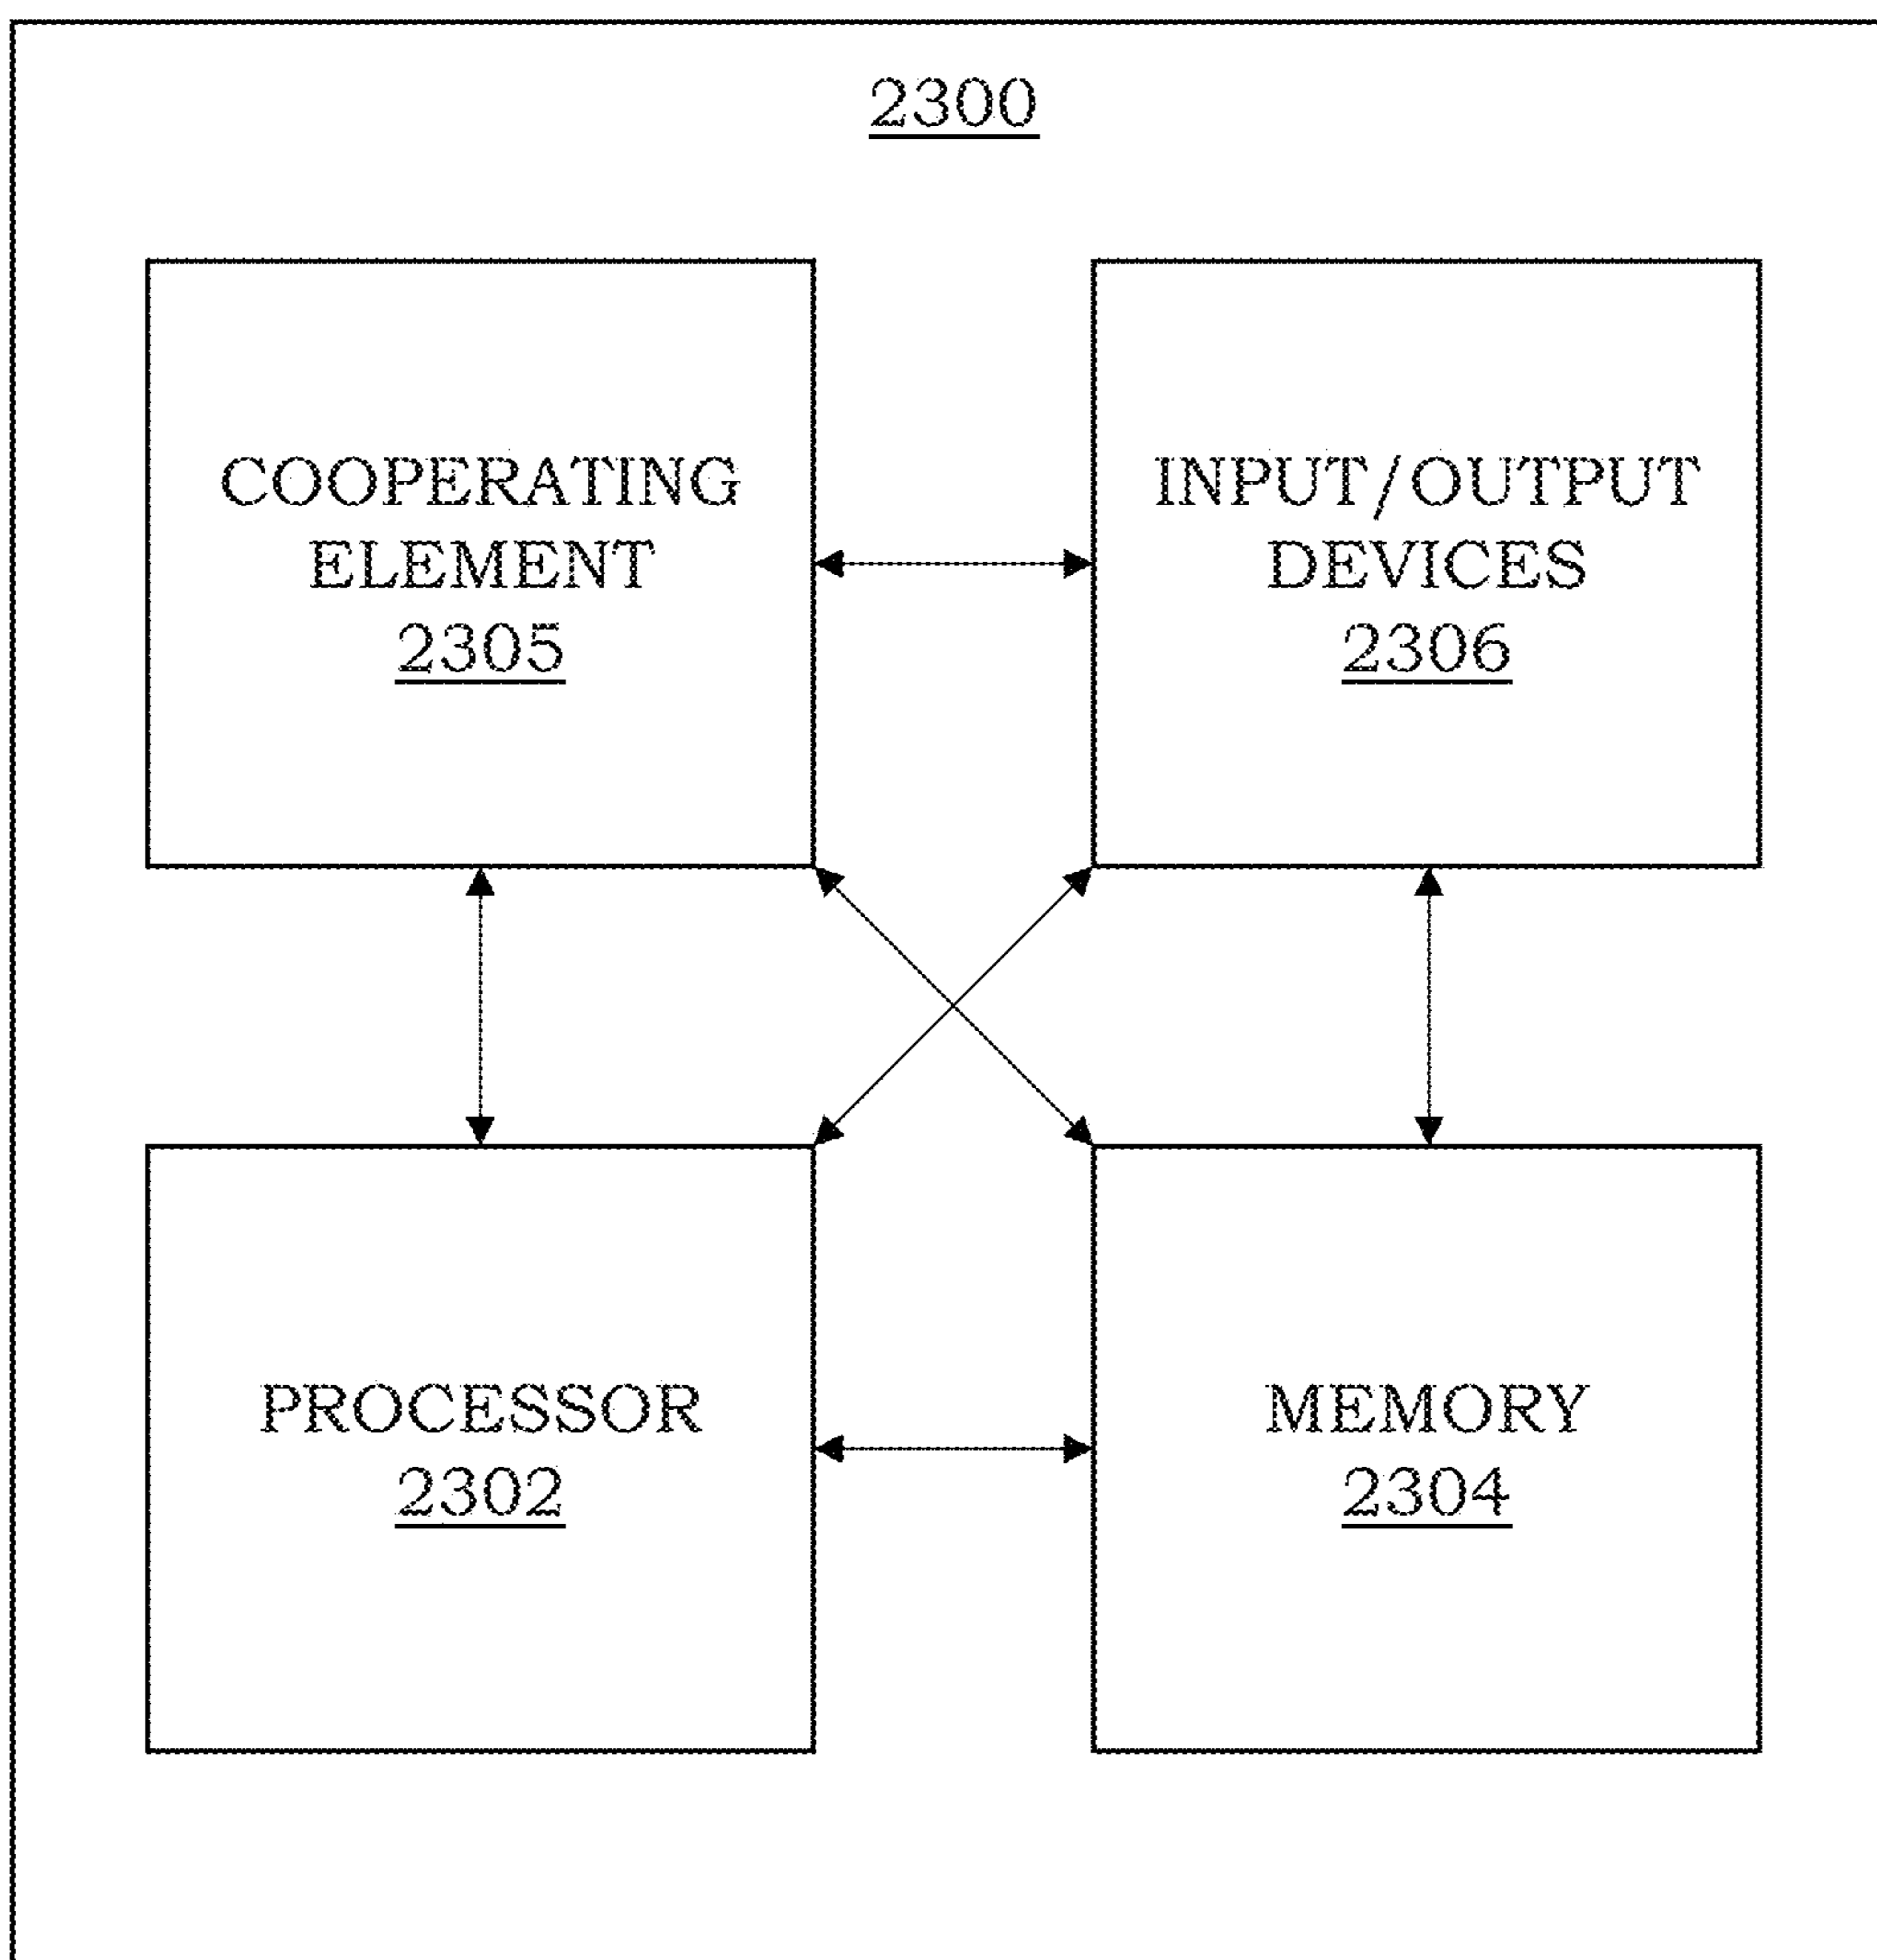 2300
COOPERATING
ELEMENT
2305
INPUT/OUTPUT
DEVICES
2306
PROCESSOR
2302
MEMORY
2304